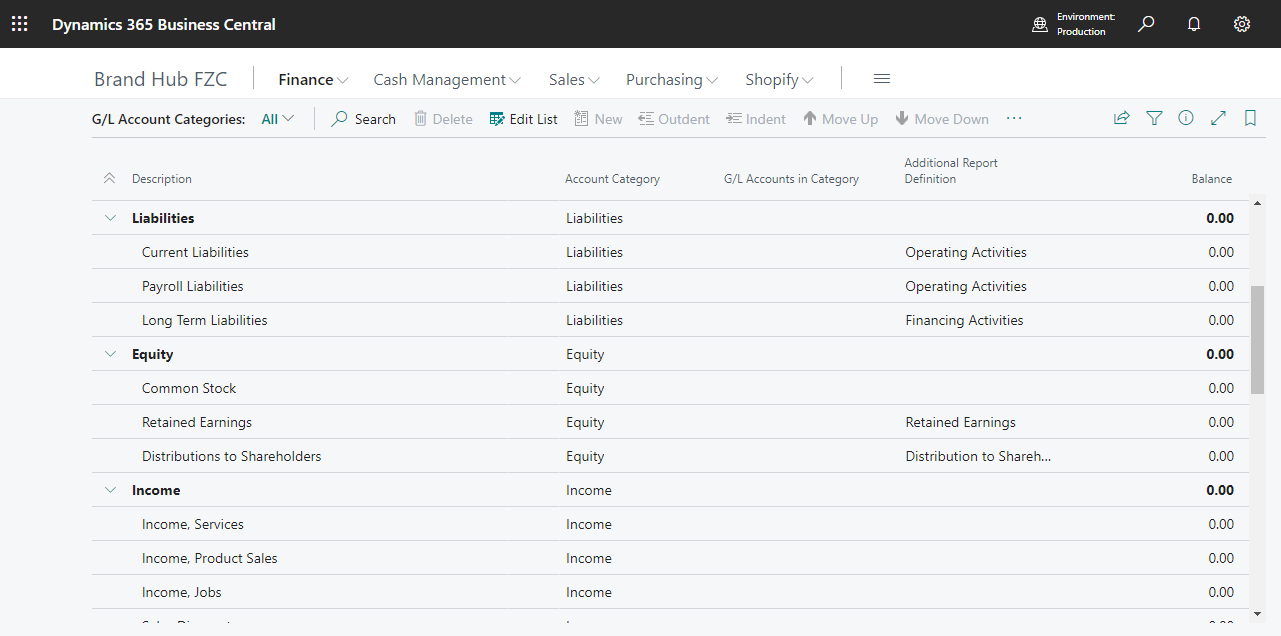 Dynamics 365 Business Central
Environment:
Production
Brand Hub FZC
Finance Cash Management Sales Purchasing Shopify
G/L Account Categories: All Search Delete Edit List New Outdent Indent Move Up Move Down
Description Account Category G/L Accounts in Category Additional Report Definition Balance
Liabilities Liabilities 0.00
Current Liabilities Liabilities Operating Activities 0.00
Payroll Liabilities Liabilities Operating Activities 0.00
Long Term Liabilities Liabilities Financing Activities 0.00
Equity Equity 0.00
Common Stock Equity 0.00
Retained Earnings Equity Retained Earnings 0.00
Distributions to Shareholders Equity Distribution to Shareh... 0.00
Income Income 0.00
Income, Services Income 0.00
Income, Product Sales Income 0.00
Income, Jobs Income 0.00